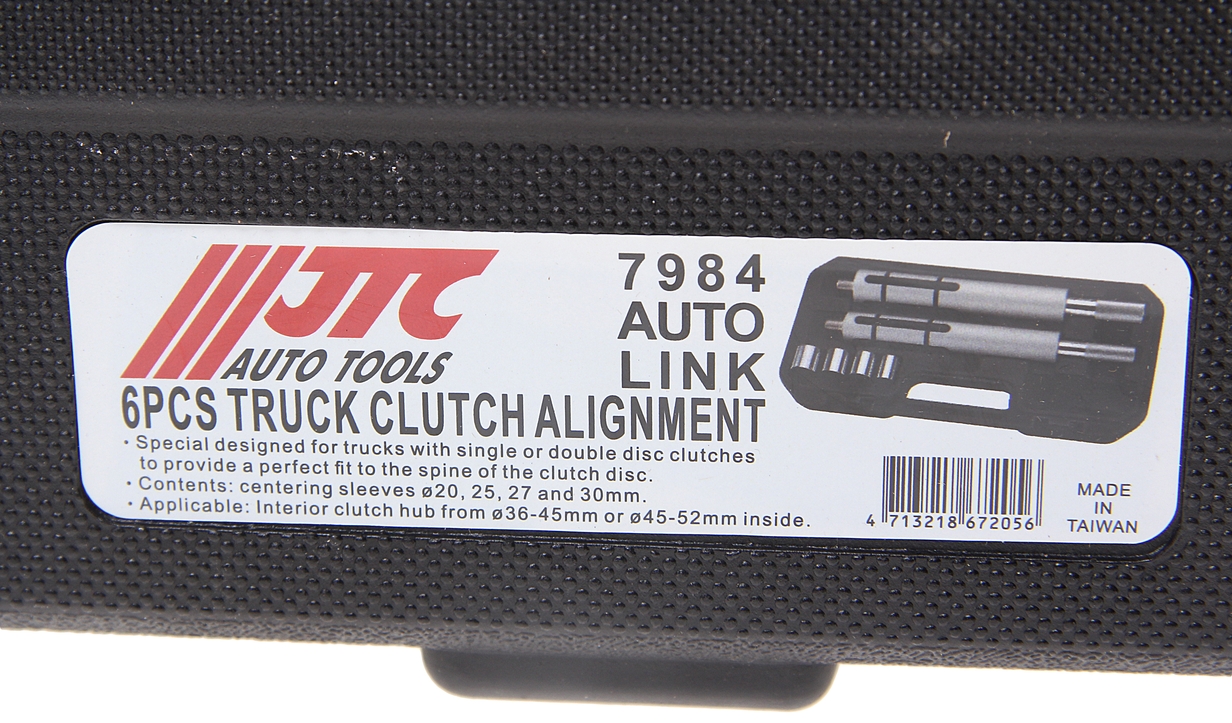 JTC
AUTO TOOLS
7984
AUTO
LINK
6PCS TRUCK CLUTCH ALIGNMENT
· Special designed for trucks with single or double disc clutches
to provide a perfect fit to the spine of the clutch disc.
· Contents: centering sleeves ø20, 25, 27 and 30mm.
· Applicable: Interior clutch hub from ø36-45mm or ø45-52mm inside.
4 713218 672056
MADE
IN
TAIWAN